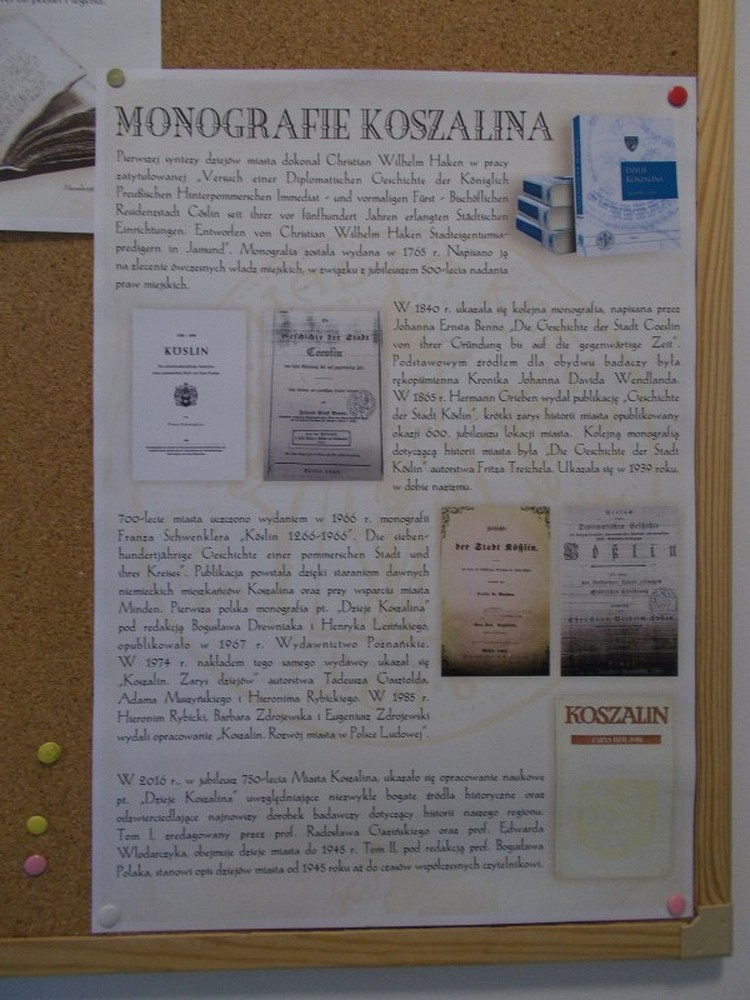 MONOGRAFIE KOSZALINA
Pierwszej syntezy dziejów miasta dokonał Christian Wilhelm Haken w pracy
zatytułowanej „Versuch einer Diplomatischen Geschichte der Königlich
Preußischen Hinterpommerschen Immediat - und vormaligen Fürst - Bischöflichen
Residenzstadt Cöslin seit ihrer vor fünfhundert Jahren erlangten Städtischen
Einrichtungen. Entworfen von Christian Wilhelm Haken Stadteigentums-
predigern in Jamund". Monografia została wydana w 1765 r. Napisano ją
na zlecenie ówczesnych władz miejskich, w związku z jubileuszem 500-lecia nadania
praw miejskich.
DZIEJE
KOSZALINA
W 1840 r. ukazała się kolejna monografia, napisana przez
Johanna Ernsta Benno „Die Geschichte der Stadt Coeslin
von ihrer Gründung bis auf die gegenwärtige Zeit".
Podstawowym źródłem dla obydwu badaczy była
rękopiśmienna Kronika Johanna Davida Wendlanda.
W 1865 r. Hermann Grieben wydał publikację „Geschichte
der Stadt Köslin", krótki zarys historii miasta opublikowany
okazji 600. jubileuszu lokacji miasta. Kolejną monografią
dotyczącą historii miasta była „Die Geschichte der Stadt
Köslin" autorstwa Fritza Treichela. Ukazała się w 1939 roku,
w dobie nazizmu.
KÖSLIN
Geschichte der Stadt
Coeslin
700-lecie miasta uczczono wydaniem w 1966 r. monografii
Franza Schwenklera „Köslin 1266-1966". Die sieben-
hundertjährige Geschichte einer pommerschen Stadt und
ihres Kreises". Publikacja powstała dzięki staraniom dawnych
niemieckich mieszkańców Koszalina oraz przy wsparciu miasta
Minden. Pierwsza polska monografia pt. „Dzieje Koszalina"
pod redakcją Bogusława Drewniaka i Henryka Lesińskiego,
opublikowało w 1967 r. Wydawnictwo Poznańskie.
W 1974 r. nakładem tego samego wydawcy ukazał się
„Koszalin. Zarys dziejów" autorstwa Tadeusza Gasztolda,
Adama Muszyńskiego i Hieronima Rybickiego. W 1985 r.
Hieronim Rybicki, Barbara Zdrojewska i Eugeniusz Zdrojewski
wydali opracowanie „Koszalin. Rozwój miasta w Polsce Ludowej".
Geschichte
der Stadt Kößlin.
Diplomatischen Geschichte
KOSZALIN
W 2016 r., w jubileusz 750-lecia Miasta Koszalina, ukazało się opracowanie naukowe
pt. „Dzieje Koszalina" uwzględniające niezwykle bogate źródła historyczne oraz
odzwierciedlające najnowszy dorobek badawczy dotyczący historii naszego regionu.
Tom I, zredagowany przez prof. Radosława Gazińskiego oraz prof. Edwarda
Włodarczyka, obejmuje dzieje miasta do 1945 r. Tom II, pod redakcją prof. Bogusława
Polaka, stanowi opis dziejów miasta od 1945 roku aż do czasów współczesnych czytelnikowi.